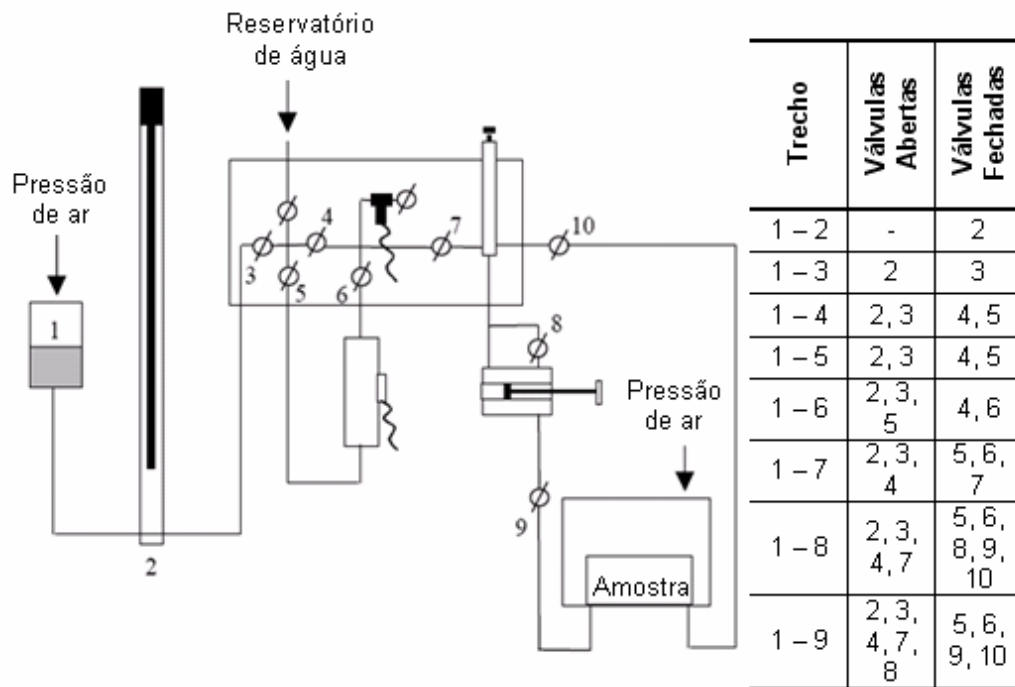 Reservatório
de água
Pressão
de ar
1
2
3
4
5
6
7
8
9
10
Pressão
de ar
Amostra
Trecho
Válvulas
Abertas
Válvulas
Fechadas
1 – 2 - 2
1 – 3 2 3
1 – 4 2, 3 4, 5
1 – 5 2, 3 4, 5
1 – 6 2, 3, 4, 6
5
1 – 7 2, 3, 5, 6,
4 7
1 – 8 2, 3, 5, 6,
4, 7 8, 9,
10
1 – 9 2, 3, 5, 6,
4, 7, 9, 10
8